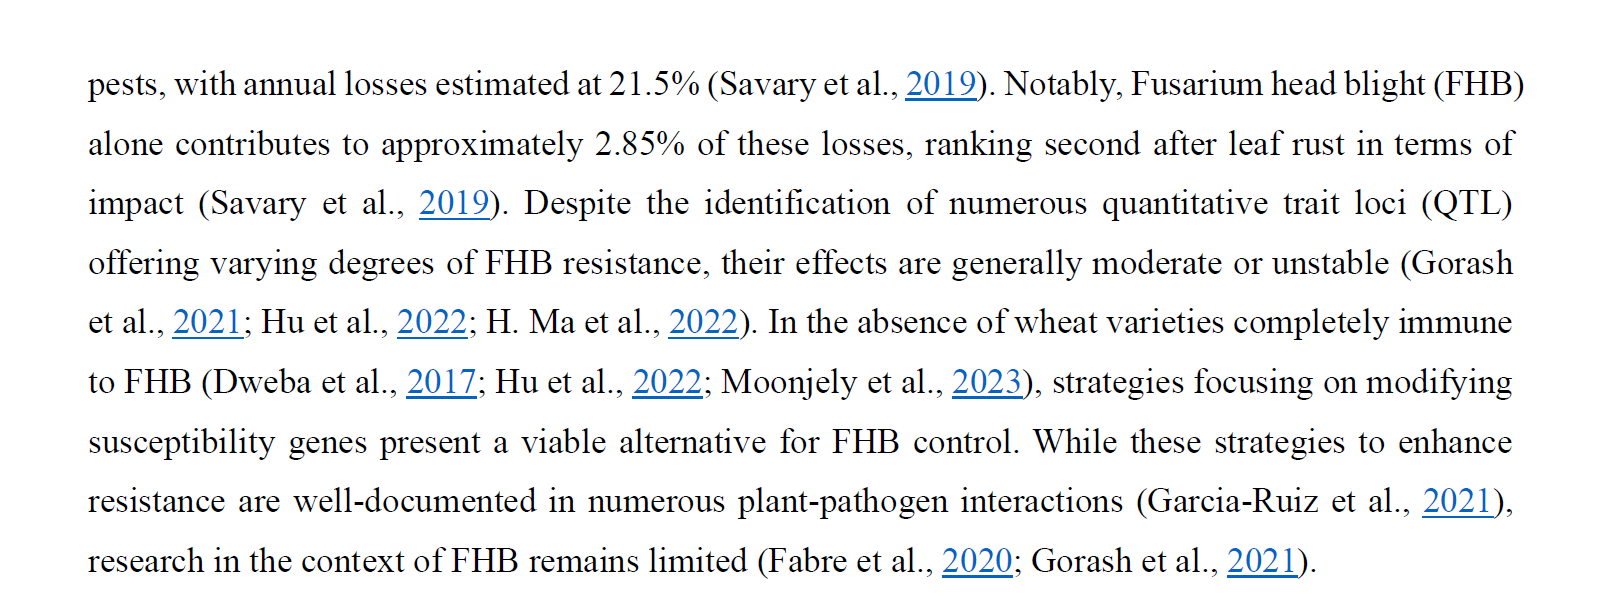 pests, with annual losses estimated at 21.5% (Savary et al., 2019). Notably, Fusarium head blight (FHB)
alone contributes to approximately 2.85% of these losses, ranking second after leaf rust in terms of
impact (Savary et al., 2019). Despite the identification of numerous quantitative trait loci (QTL)
offering varying degrees of FHB resistance, their effects are generally moderate or unstable (Gorash
et al., 2021; Hu et al., 2022; H. Ma et al., 2022). In the absence of wheat varieties completely immune
to FHB (Dweba et al., 2017; Hu et al., 2022; Moonjely et al., 2023), strategies focusing on modifying
susceptibility genes present a viable alternative for FHB control. While these strategies to enhance
resistance are well-documented in numerous plant-pathogen interactions (Garcia-Ruiz et al., 2021),
research in the context of FHB remains limited (Fabre et al., 2020; Gorash et al., 2021).